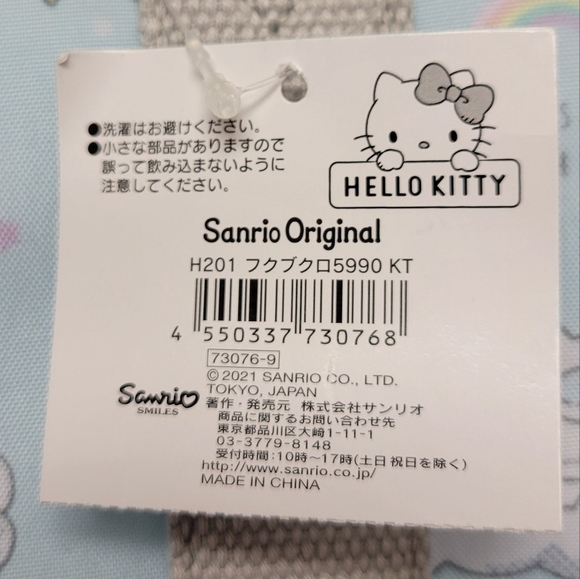 ●洗濯はお避けください。
●小さな部品がありますので
誤って飲み込まないように
注意してください。
HELLO KITTY
Sanrio Original
H201 フクブクロ5990 KT
4 550337 730768
73076-9
© 2021 SANRIO CO., LTD.
TOKYO, JAPAN
Sanrio
SMILES
著作・発売元 株式会社サンリオ
商品に関するお問い合わせ先
東京都品川区大崎1-11-1
03-3779-8148
受付時間:10時~17時(土日祝日を除く)
http://www.sanrio.co.jp/
MADE IN CHINA